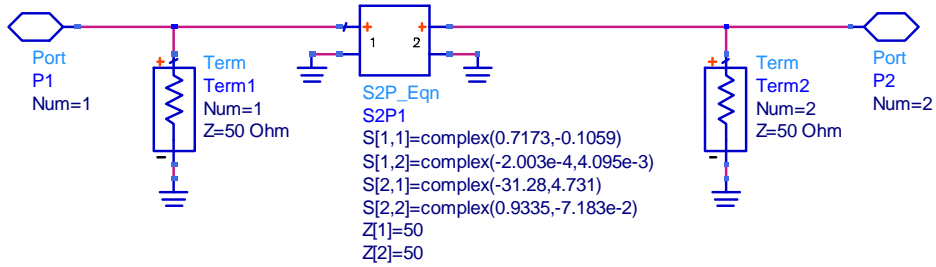 Port
P1
Num=1
Term
Term1
Num=1
Z=50 Ohm
1 2
S2P_Eqn
S2P1
S[1,1]=complex(0.7173,-0.1059)
S[1,2]=complex(-2.003e-4,4.095e-3)
S[2,1]=complex(-31.28,4.731)
S[2,2]=complex(0.9335,-7.183e-2)
Z[1]=50
Z[2]=50
Term
Term2
Num=2
Z=50 Ohm
Port
P2
Num=2